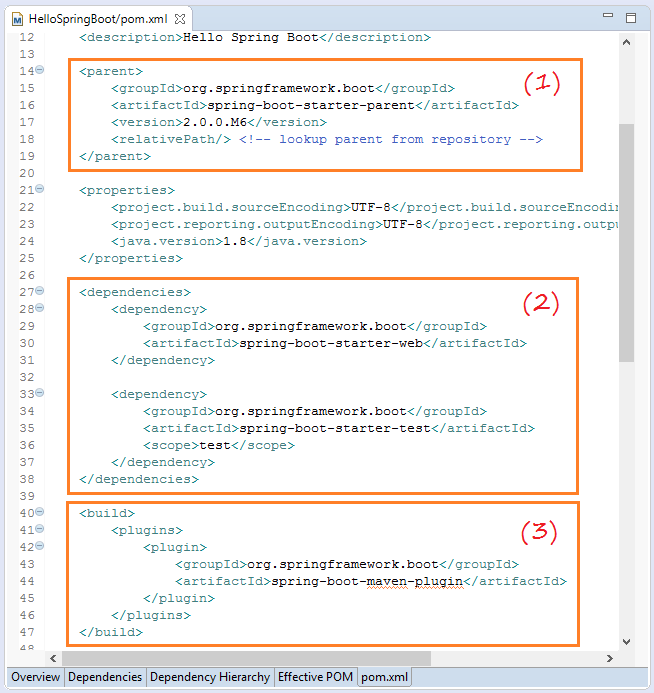 HelloSpringBoot/pom.xml
12 <description>Hello Spring Boot</description>
13
14 <parent>
(1)
15 <groupId>org.springframework.boot</groupId>
16 <artifactId>spring-boot-starter-parent</artifactId>
17 <version>2.0.0.M6</version>
18 <relativePath/> <!-- lookup parent from repository -->
19 </parent>
20
21 <properties>
22 <project.build.sourceEncoding>UTF-8</project.build.sourceEncoding
23 <project.reporting.outputEncoding>UTF-8</project.reporting.outpu
24 <java.version>1.8</java.version>
25 </properties>
26
27 <dependencies>
(2)
28 <dependency>
29 <groupId>org.springframework.boot</groupId>
30 <artifactId>spring-boot-starter-web</artifactId>
31 </dependency>
32
33 <dependency>
34 <groupId>org.springframework.boot</groupId>
35 <artifactId>spring-boot-starter-test</artifactId>
36 <scope>test</scope>
37 </dependency>
38 </dependencies>
39
40 <build>
(3)
41 <plugins>
42 <plugin>
43 <groupId>org.springframework.boot</groupId>
44 <artifactId>spring-boot-maven-plugin</artifactId>
45 </plugin>
46 </plugins>
47 </build>
48
Overview Dependencies Dependency Hierarchy Effective POM pom.xml